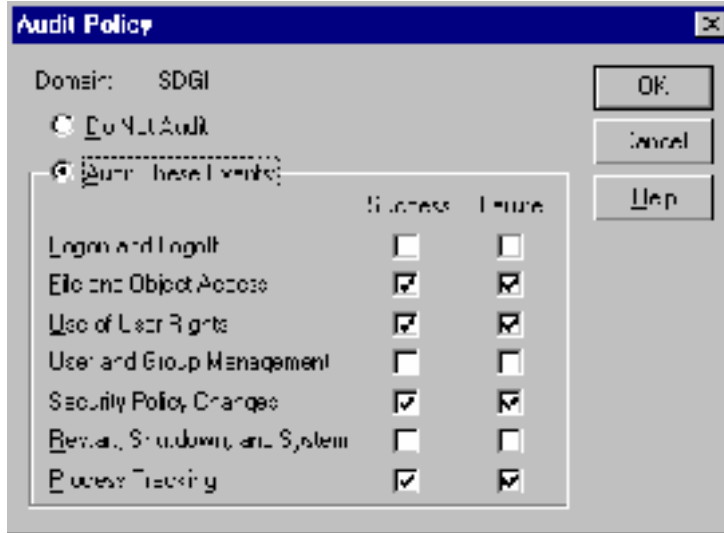 Audit Policy
Domain: SDGI
OK
Do Not Audit
Cancel
Audit These Events:
Help
Success Failure
Logon and Logoff
File and Object Access
Use of User Rights
User and Group Management
Security Policy Changes
Restart, Shutdown, and System
Process Tracking